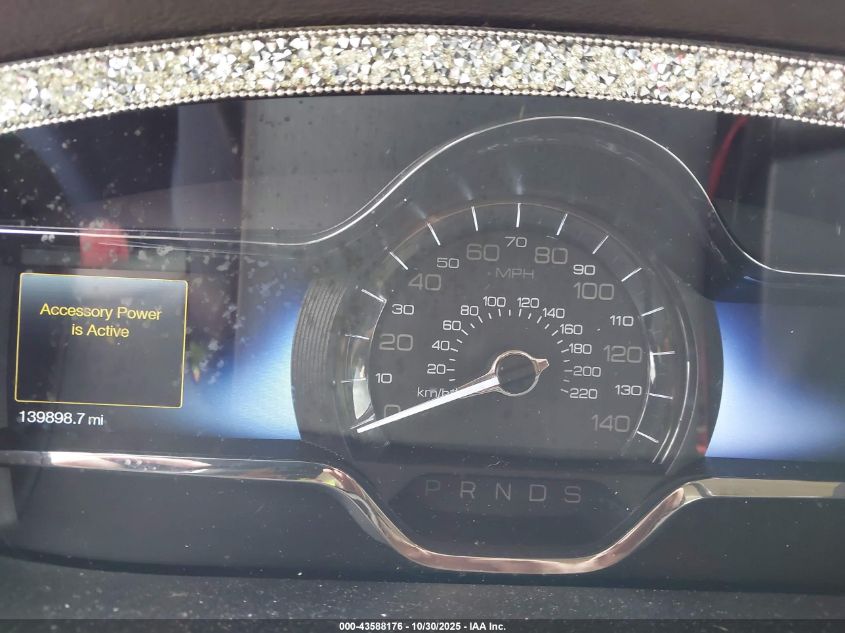 Accessory Power
is Active
139898.7 mi
0 10 20 30 40 50 60 70 80 90 100 110 120 130 140
MPH
20 40 60 80 100 120 140 160 180 200 220
km/h
P R N D S
000-43588176 - 10/30/2025 - IAA Inc.